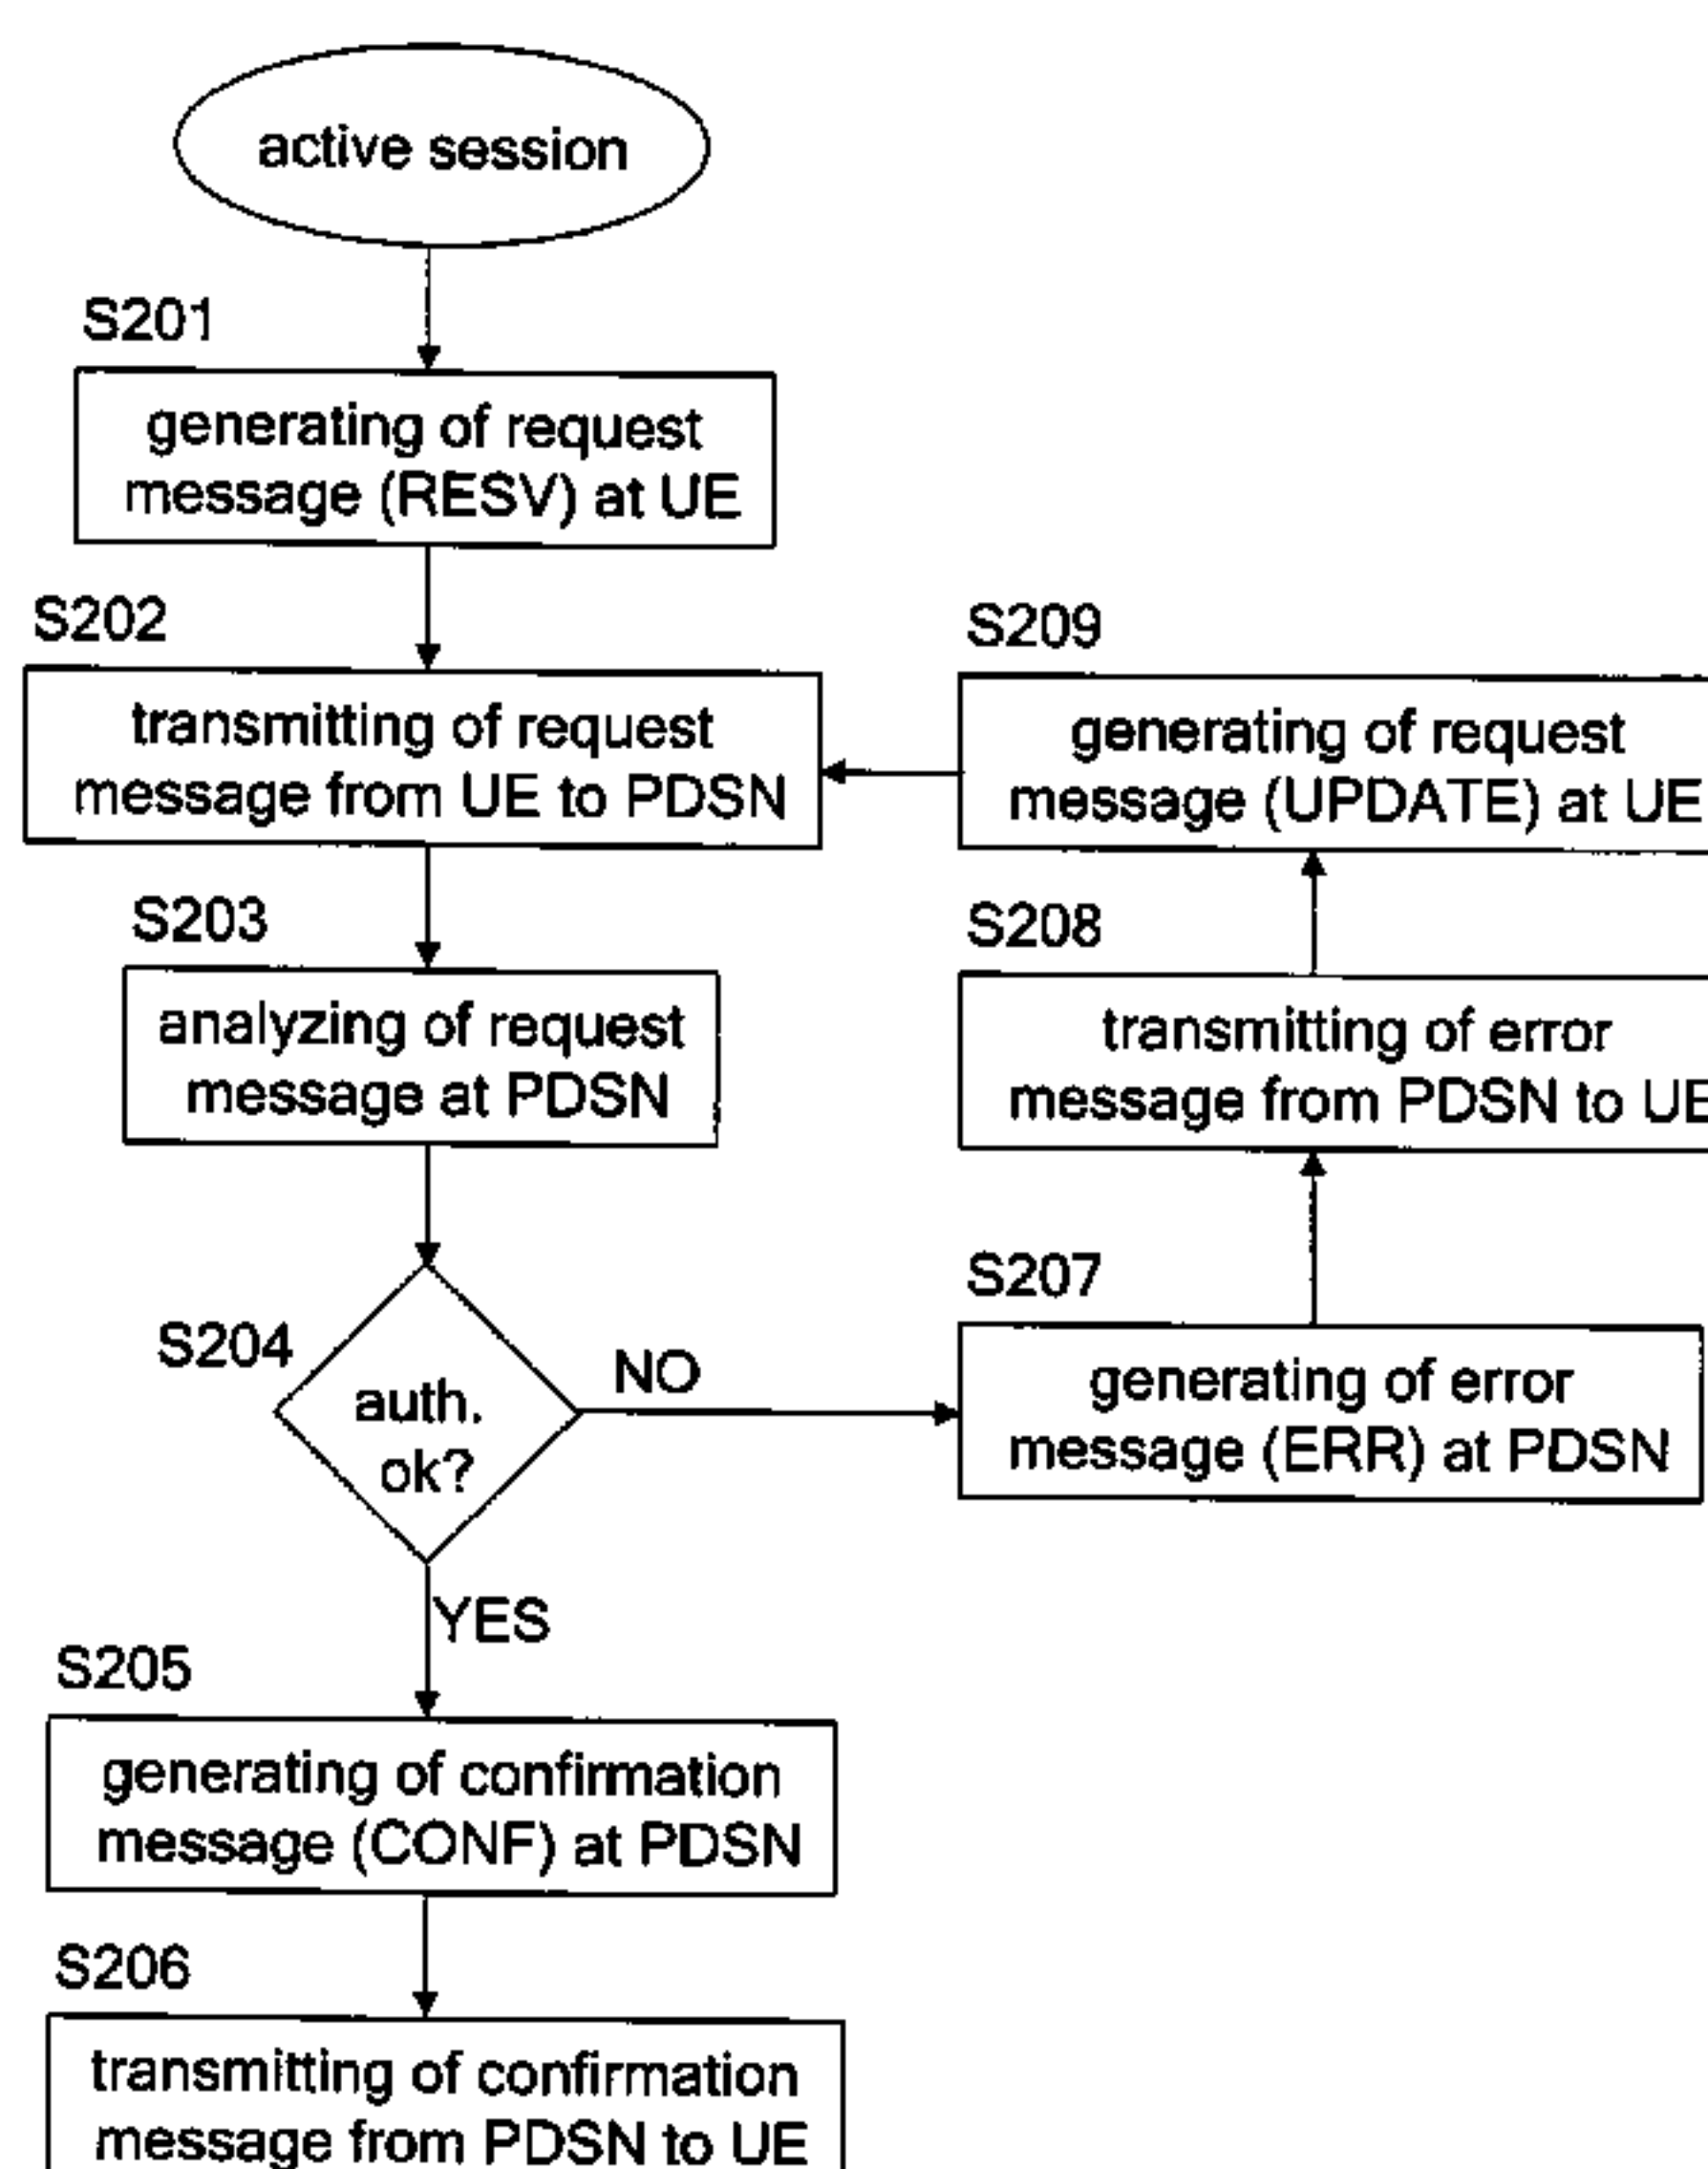 active session
S201
generating of request
message (RESV) at UE
S202
transmitting of request
message from UE to PDSN
S203
analyzing of request
message at PDSN
S204
auth.
ok?
NO
YES
S205
generating of confirmation
message (CONF) at PDSN
S206
transmitting of confirmation
message from PDSN to UE
S209
generating of request
message (UPDATE) at UE
S208
transmitting of error
message from PDSN to UE
S207
generating of error
message (ERR) at PDSN